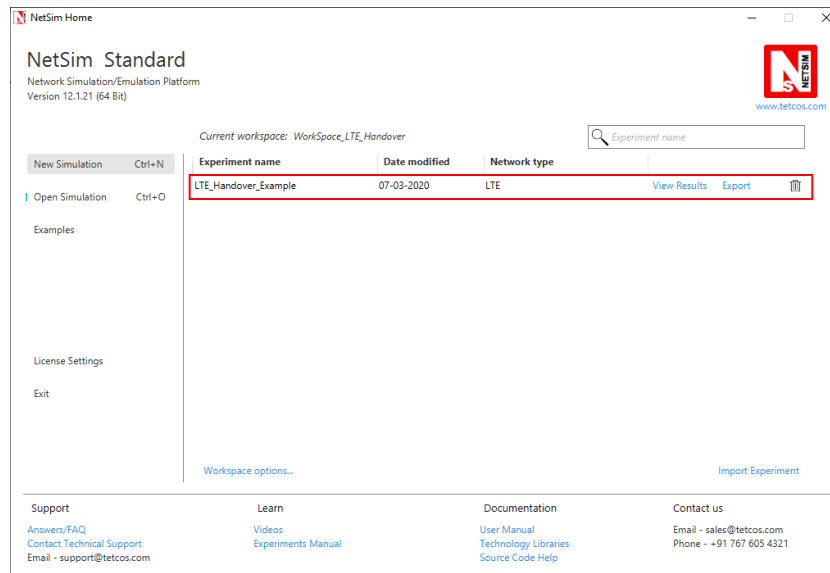 NetSim Home
NetSim Standard
Network Simulation/Emulation Platform
Version 12.1.21 (64 Bit)
NETSIM
www.tetcos.com
Current workspace: WorkSpace_LTE_Handover
Experiment name
New Simulation Ctrl+N
Experiment name Date modified Network type
LTE_Handover_Example 07-03-2020 LTE View Results Export
Open Simulation Ctrl+O
Examples
License Settings
Exit
Workspace options... Import Experiment
Support Learn Documentation Contact us
Answers/FAQ Videos User Manual Email - sales@tetcos.com
Contact Technical Support Experiments Manual Technology Libraries Phone - +91 767 605 4321
Email - support@tetcos.com Source Code Help